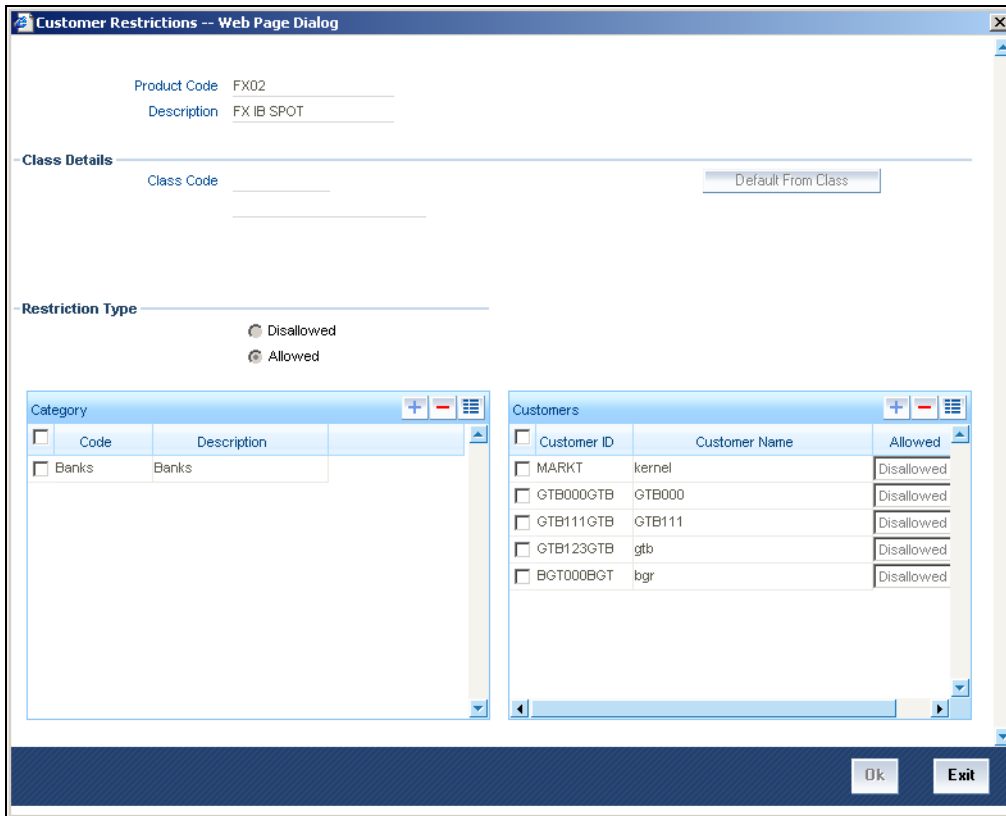 Customer Restrictions -- Web Page Dialog
Product Code FX02
Description FX IB SPOT
Class Details
Class Code
Default From Class
Restriction Type
Disallowed
Allowed
Category
Code Description
Banks Banks
Customers
Customer ID Customer Name Allowed
MARKT kernel Disallowed
GTB000GTB GTB000 Disallowed
GTB111GTB GTB111 Disallowed
GTB123GTB gtb Disallowed
BGT000BGT bgr Disallowed
Ok Exit